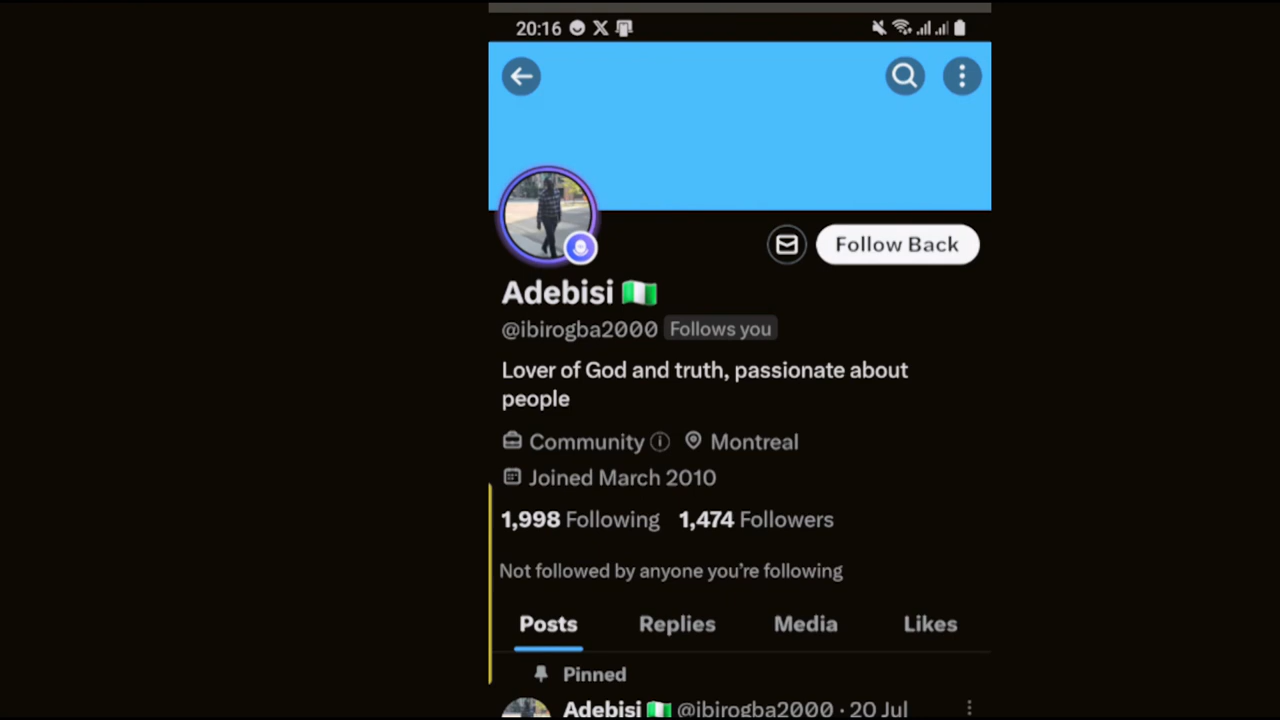 20:16
Follow Back
Adebisi 🇳🇬
@ibirogba2000 Follows you
Lover of God and truth, passionate about
people
Community Montreal
Joined March 2010
1,998 Following 1,474 Followers
Not followed by anyone you’re following
Posts Replies Media Likes
Pinned
Adebisi 🇳🇬 @ibirogba2000 · 20 Jul